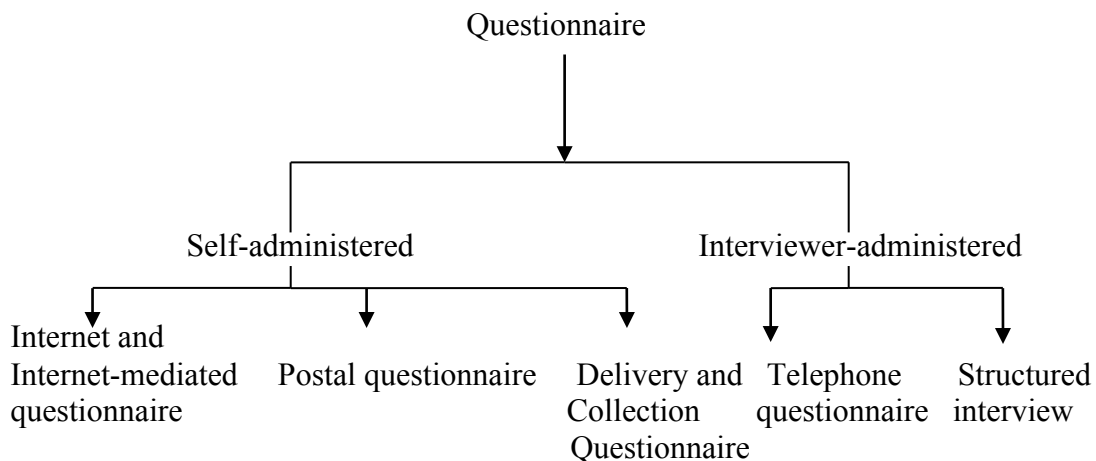 Questionnaire
Self-administered
Interviewer-administered
Internet and
Internet-mediated
questionnaire
Postal questionnaire
Delivery and
Collection
Questionnaire
Telephone
questionnaire
Structured
interview